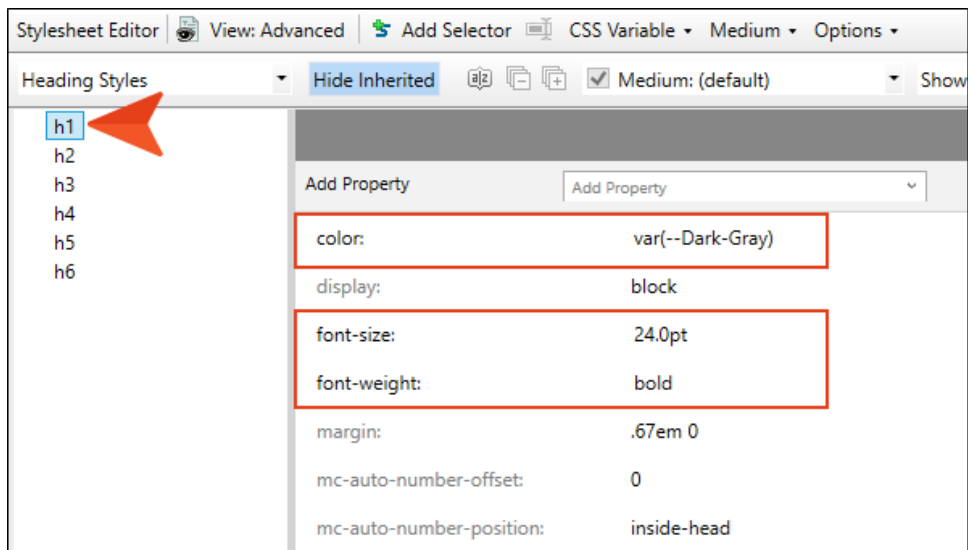 Stylesheet Editor View: Advanced Add Selector CSS Variable Medium Options
Heading Styles Hide Inherited a z Medium: (default) Show
h1
h2
h3
h4
h5
h6
Add Property Add Property
color: var(--Dark-Gray)
display: block
font-size: 24.0pt
font-weight: bold
margin: .67em 0
mc-auto-number-offset: 0
mc-auto-number-position: inside-head